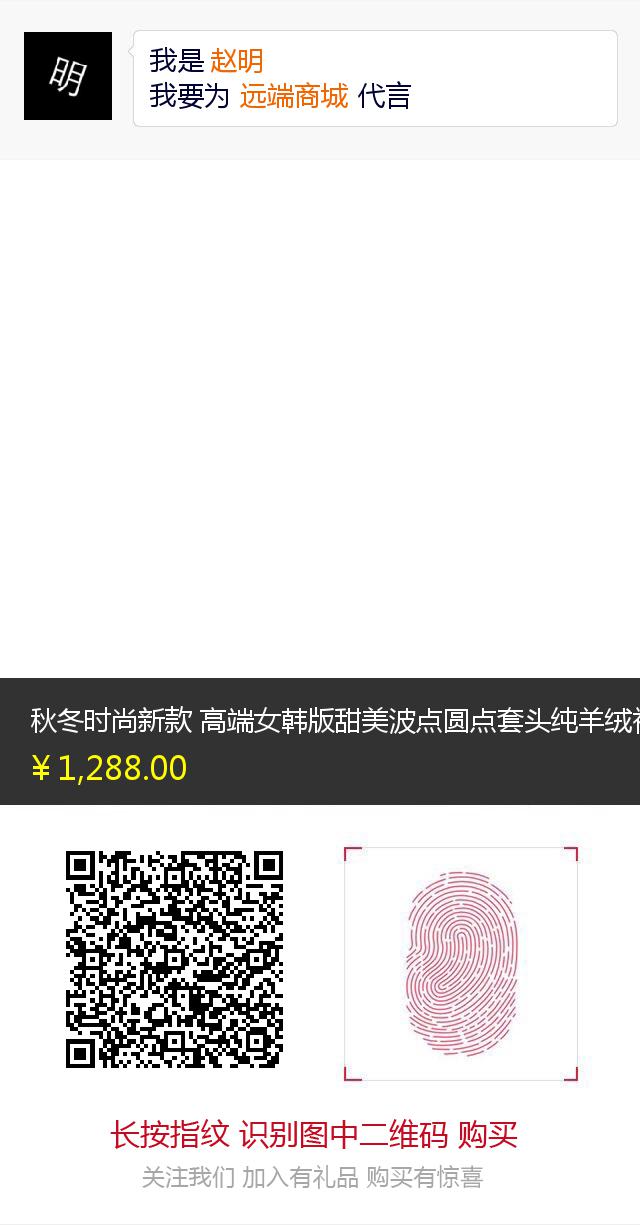 明
我是 赵明
我要为 远端商城 代言
秋冬时尚新款 高端女韩版甜美波点圆点套头纯羊绒
¥1,288.00
长按指纹 识别图中二维码 购买
关注我们 加入有礼品 购买有惊喜